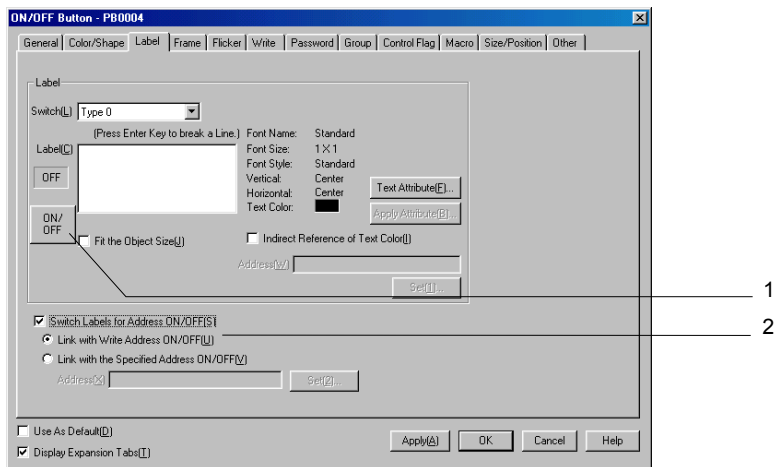 ON/OFF Button - PB0004
General Color/Shape Label Frame Flicker Write Password Group Control Flag Macro Size/Position Other
Label
Switch(L) Type 0
(Press Enter Key to break a Line.)
Label(C)
OFF
ON/
OFF
Font Name: Standard
Font Size: 1 X 1
Font Style: Standard
Vertical: Center
Horizontal: Center
Text Color:
Text Attribute(F)...
Apply Attribute(B)...
Fit the Object Size(J)
Indirect Reference of Text Color(I)
Address(W)
Set(1)...
1
Switch Labels for Address ON/OFF(S)
Link with Write Address ON/OFF(U)
2
Link with the Specified Address ON/OFF(V)
Address(X)
Set(2)...
Use As Default(D)
Display Expansion Tabs(T)
Apply(A) OK Cancel Help